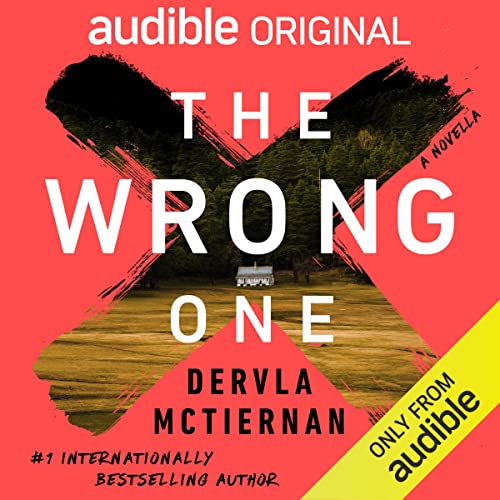 audible ORIGINAL
THE
WRONG
ONE
A NOVELLA
DERVLA
MCTIERNAN
#1 INTERNATIONALLY
BESTSELLING AUTHOR
ONLY FROM
audible